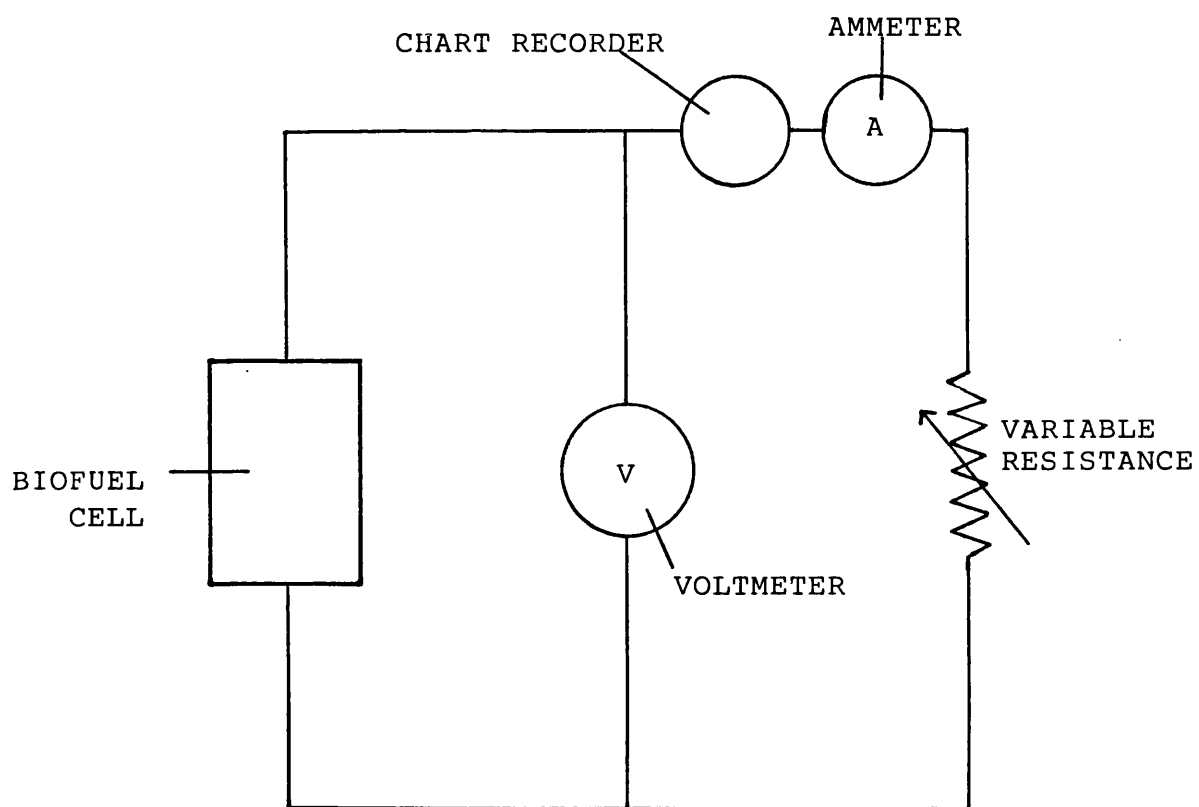 CHART RECORDER
AMMETER
A
BIOFUEL
CELL
V
VOLTMETER
VARIABLE
RESISTANCE